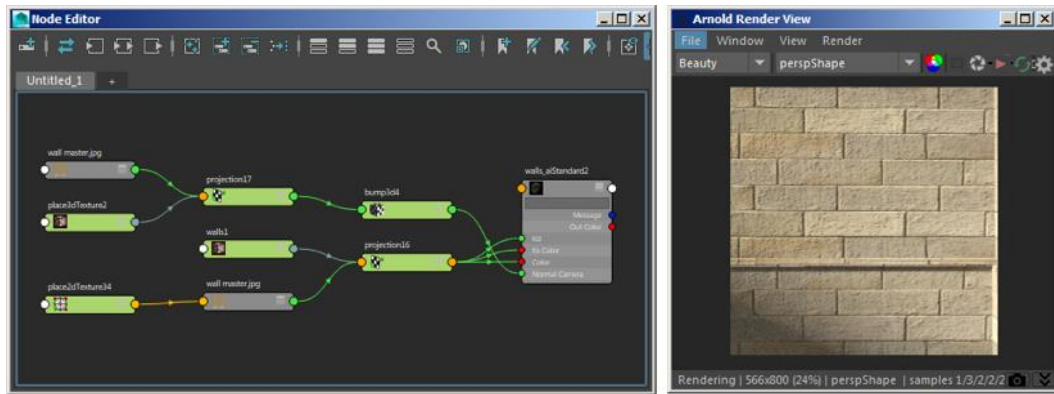 Node Editor
Untitled_1 +
wall master.jpg
projection17
place3dTexture2
bump3d4
walls_aiStandard2
Message
Out Color
Ks Color
Color
Normal Camera
walls1
projection16
place2dTexture34
wall master.jpg
Arnold Render View
File Window View Render
Beauty perspShape
Rendering | 566x800 (24%) | perspShape | samples 1/3/2/2/2